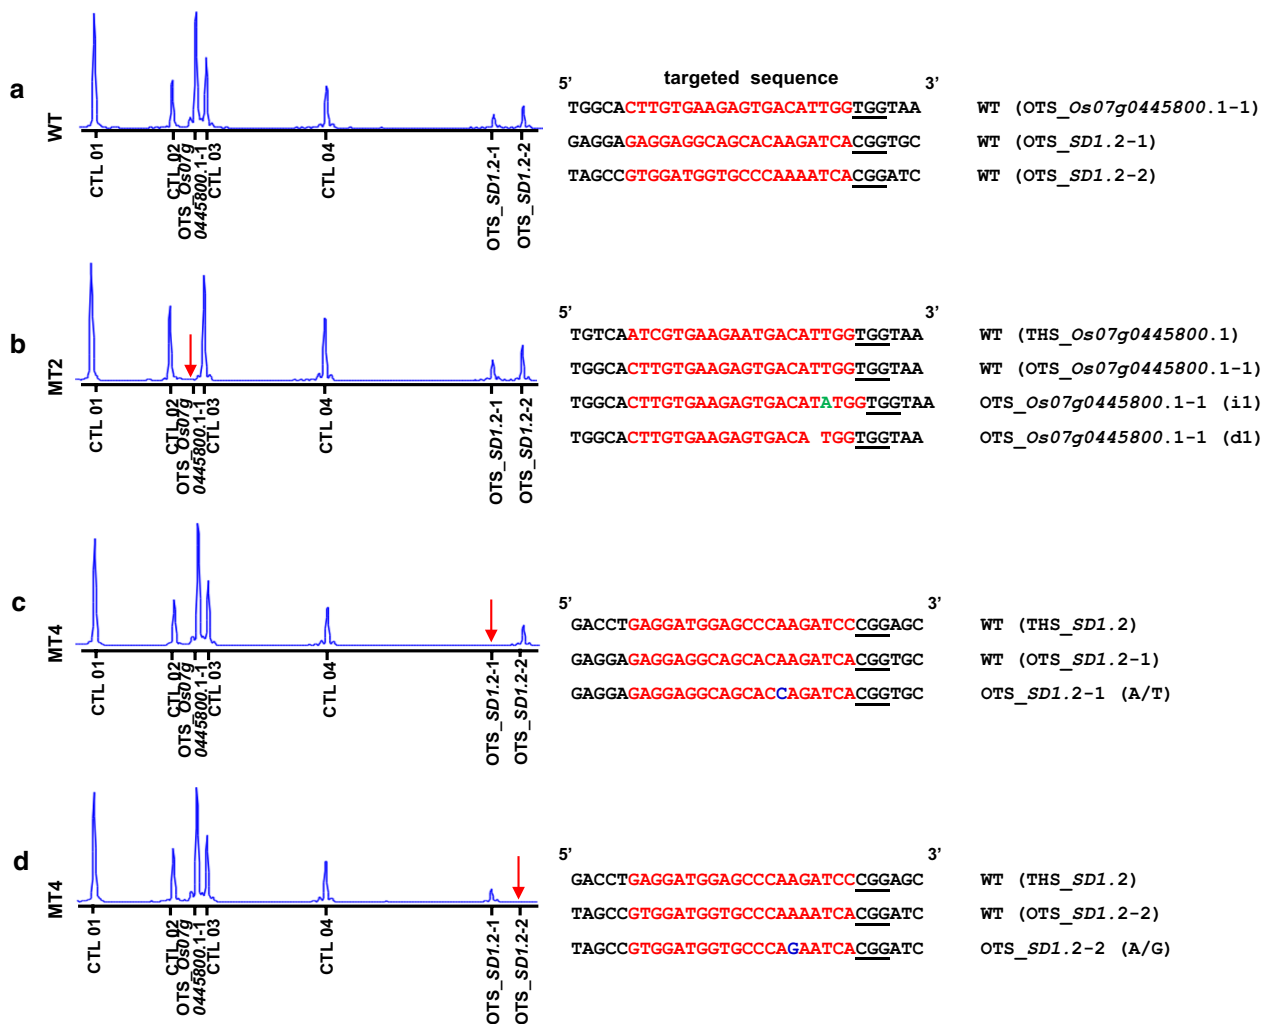 a
WT
CTL 01
CTL 02
OTS_Os07g
0445800.1-1
CTL 03
CTL 04
OTS_SD1.2-1
OTS_SD1.2-2
5’ targeted sequence 3’
TGGCACTTGTGAAGAGTGACATTGGTGGTAA WT (OTS_Os07g0445800.1-1)
GAGGAGAGGAGGCAGCACAAGATCACGGTGC WT (OTS_SD1.2-1)
TAGCCGTGGATGGTGCCCAAAATCACGGATC WT (OTS_SD1.2-2)
b
MT2
CTL 01
CTL 02
OTS_Os07g
0445800.1-1
CTL 03
CTL 04
OTS_SD1.2-1
OTS_SD1.2-2
5’ 3’
TGTCAATCGTGAAGAATGACATTGGTGGTAA WT (THS_Os07g0445800.1)
TGGCACTTGTGAAGAGTGACATTGGTGGTAA WT (OTS_Os07g0445800.1-1)
TGGCACTTGTGAAGAGTGACATATGGTGGTAA OTS_Os07g0445800.1-1 (i1)
TGGCACTTGTGAAGAGTGACA TGGTGGTAA OTS_Os07g0445800.1-1 (d1)
c
MT4
CTL 01
CTL 02
OTS_Os07g
0445800.1-1
CTL 03
CTL 04
OTS_SD1.2-1
OTS_SD1.2-2
5’ 3’
GACCTGAGGATGGAGCCCAAGATCCCCGGAGC WT (THS_SD1.2)
GAGGAGAGGAGGCAGCACAAGATCACGGTGC WT (OTS_SD1.2-1)
GAGGAGAGGAGGCAGCACCAGATCACGGTGC OTS_SD1.2-1 (A/T)
d
MT4
CTL 01
CTL 02
OTS_Os07g
0445800.1-1
CTL 03
CTL 04
OTS_SD1.2-1
OTS_SD1.2-2
5’ 3’
GACCTGAGGATGGAGCCCAAGATCCCCGGAGC WT (THS_SD1.2)
TAGCCGTGGATGGTGCCCAAAATCACGGATC WT (OTS_SD1.2-2)
TAGCCGTGGATGGTGCCCAGAATCACGGATC OTS_SD1.2-2 (A/G)